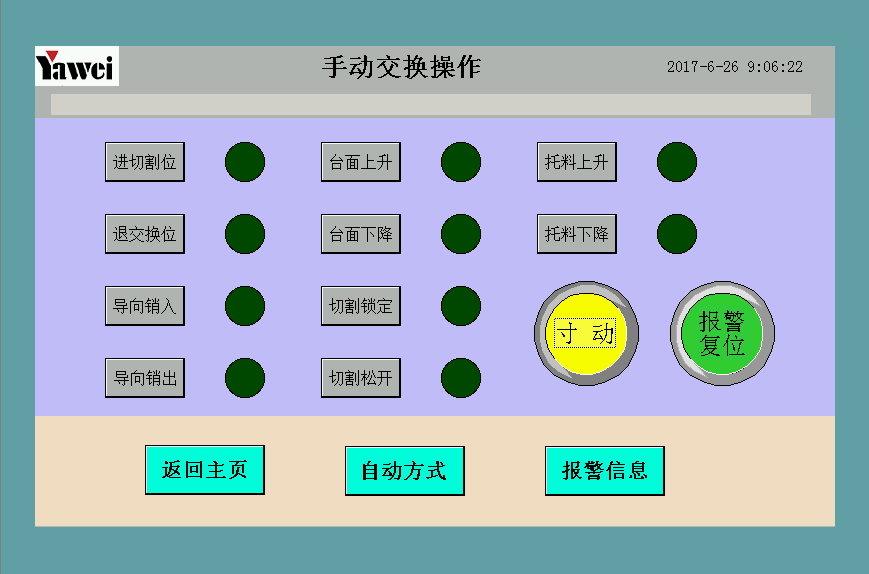 Yawei
手动交换操作
2017-6-26 9:06:22
进切割位
台面上升
托料上升
退交换位
台面下降
托料下降
导向销入
切割锁定
寸 动
报警
复位
导向销出
切割松开
返回主页
自动方式
报警信息